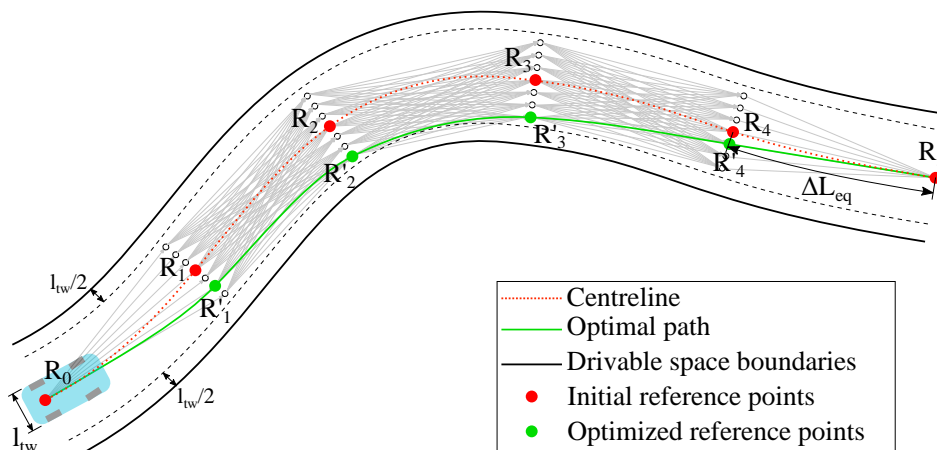 R3
R2
R4
R
R'3
R'2
R'4
ΔLeq
R1
ltw/2
R'1
R0
ltw/2
ltw
Centreline
Optimal path
Drivable space boundaries
Initial reference points
Optimized reference points